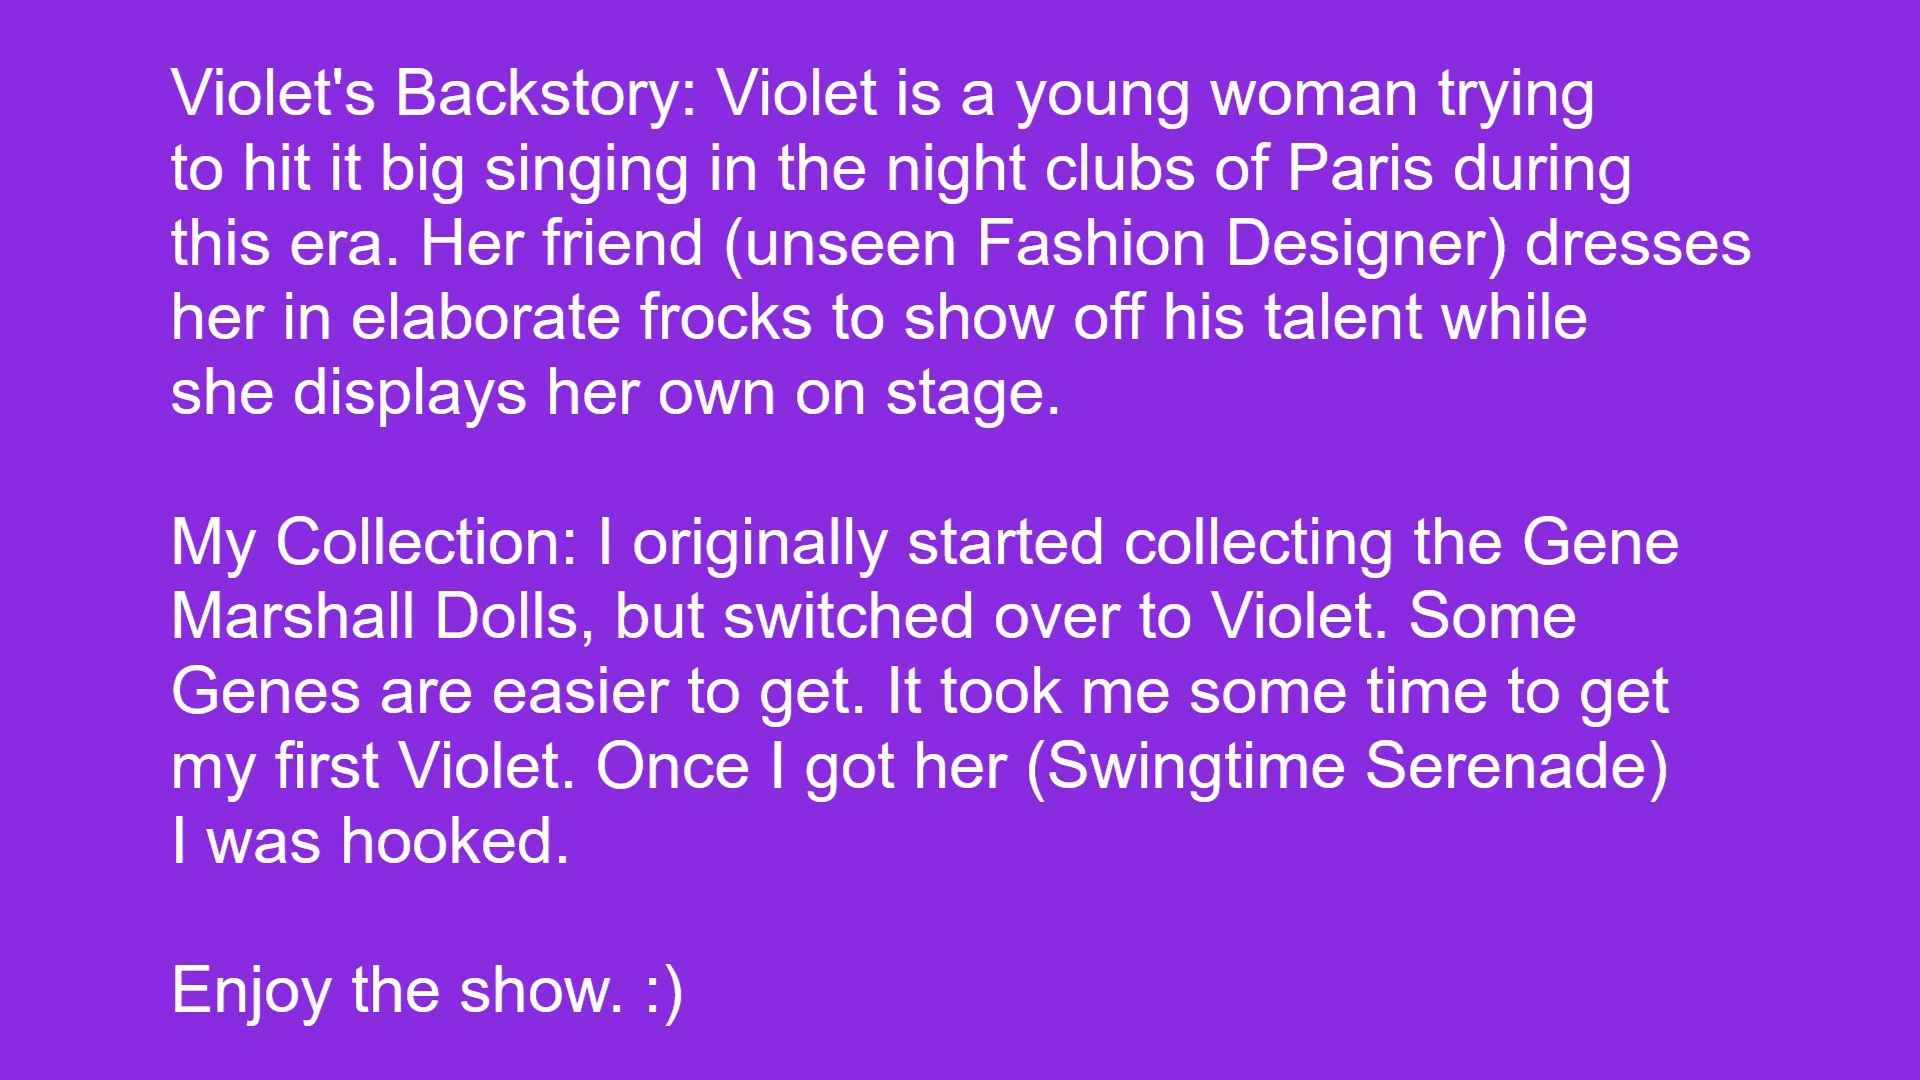 Violet's Backstory: Violet is a young woman trying
to hit it big singing in the night clubs of Paris during
this era. Her friend (unseen Fashion Designer) dresses
her in elaborate frocks to show off his talent while
she displays her own on stage.
My Collection: I originally started collecting the Gene
Marshall Dolls, but switched over to Violet. Some
Genes are easier to get. It took me some time to get
my first Violet. Once I got her (Swingtime Serenade)
I was hooked.
Enjoy the show. :)